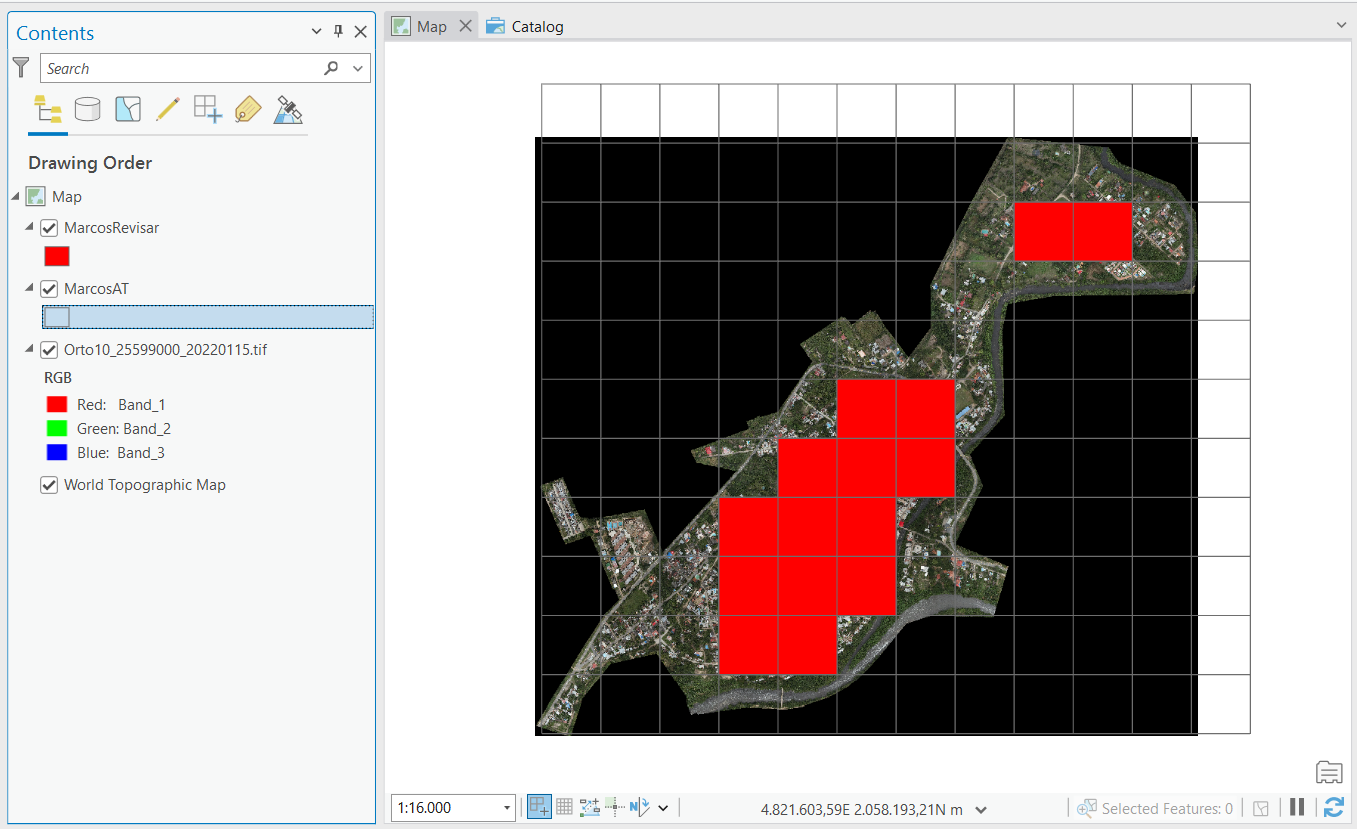 Contents
Search
Drawing Order
Map
MarcosRevisar
MarcosAT
Orto10_25599000_20220115.tif
RGB
Red: Band_1
Green: Band_2
Blue: Band_3
World Topographic Map
Map
Catalog
1:16.000
N
4.821.603,59E 2.058.193,21N m
Selected Features: 0